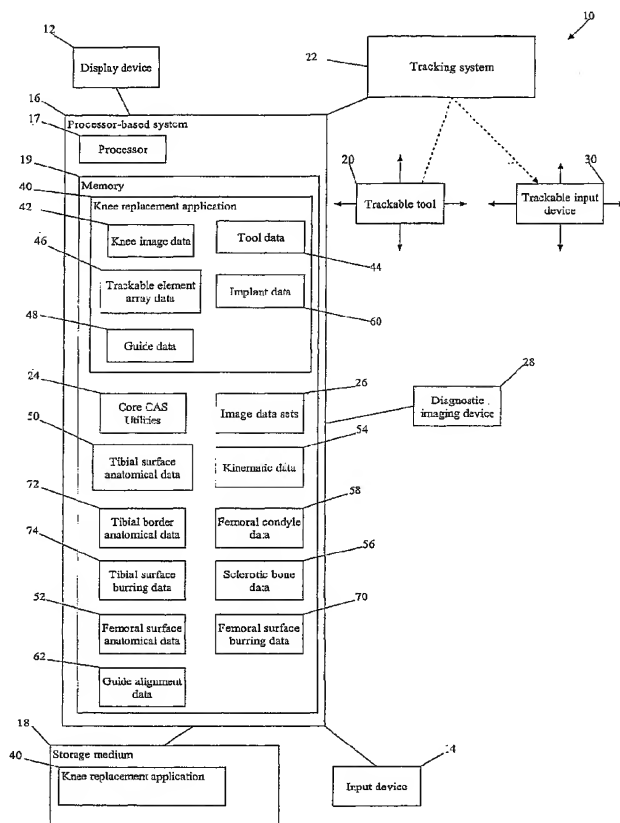 12
Display device
10
22
Tracking system
16
Processor-based system
17
Processor
19
Memory
20
Trackable tool
30
Trackable input
device
40
Knee replacement application
42
Knee image data
Tool data
44
46
Trackable element
array data
Implant data
60
48
Guide data
24
Core CAS
Utilities
26
Image data sets
28
Diagnostic
imaging device
50
Tibial surface
anatomical data
54
Kinematic data
72
Tibial border
anatomical data
58
Femoral condyle
data
74
Tibial surface
burring data
56
Sclerotic bone
data
52
Femoral surface
anatomical data
70
Femoral surface
burring data
62
Guide alignment
data
18
Storage medium
40
Knee replacement application
14
Input device